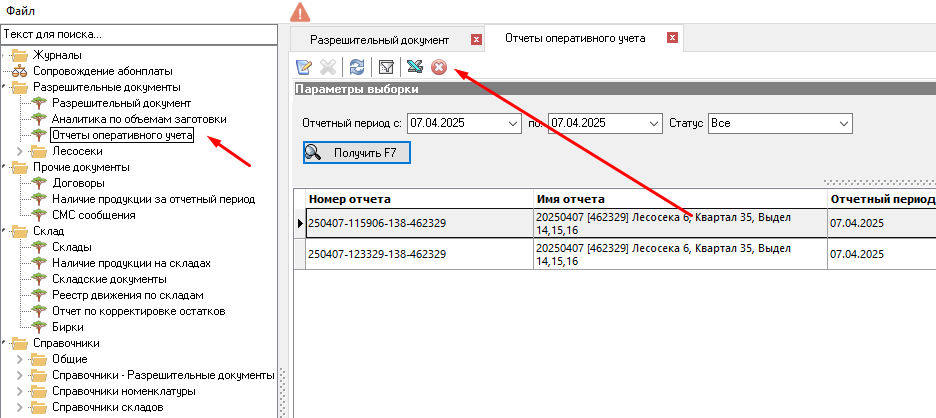 Файл
Текст для поиска...
Журналы
Сопровождение абонплаты
Разрешительные документы
Разрешительный документ
Аналитика по объемам заготовки
Отчеты оперативного учета
Лесосеки
Прочие документы
Договоры
Наличие продукции за отчетный период
СМС сообщения
Склад
Склады
Наличие продукции на складах
Складские документы
Реестр движения по складам
Отчет по корректировке остатков
Бирки
Справочники
Общие
Справочники - Разрешительные документы
Справочники номенклатуры
Справочники складов
Разрешительный документ
Отчеты оперативного учета
Параметры выборки
Отчетный период с: 07.04.2025 по: 07.04.2025 Статус Все
Получить F7
Номер отчета Имя отчета Отчетный период
250407-115906-138-462329 20250407 [462329] Лесосека 6, Квартал 35, Выдел 07.04.2025
14,15,16
250407-123329-138-462329 20250407 [462329] Лесосека 6, Квартал 35, Выдел 07.04.2025
14,15,16